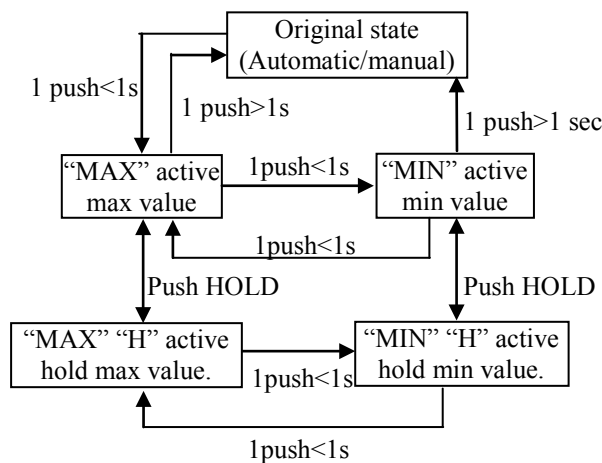 Original state
(Automatic/manual)
1 push<1s
1 push>1s
1 push>1 sec
“MAX” active
max value
1push<1s
“MIN” active
min value
1push<1s
Push HOLD
Push HOLD
“MAX” “H” active
hold max value.
1push<1s
“MIN” “H” active
hold min value.
1push<1s